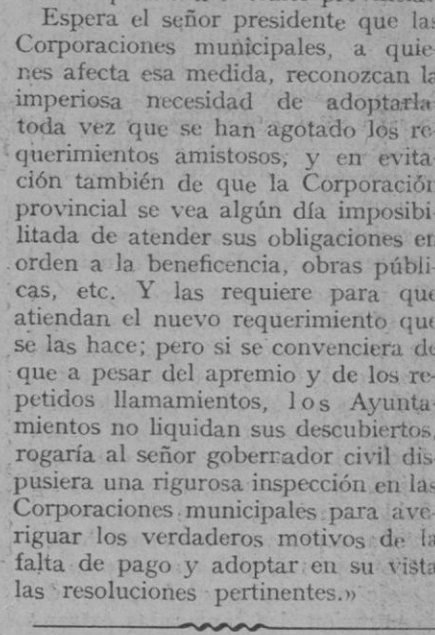 Espera el señor presidente que las
Corporaciones municipales, a quie-
nes afecta esa medida, reconozcan la
imperiosa necesidad de adoptarla
toda vez que se han agotado los re-
querimientos amistosos, y en evita-
ción también de que la Corporación
provincial se vea algún día imposibi-
litada de atender sus obligaciones en
orden a la beneficencia, obras públi-
cas, etc. Y las requiere para que
atiendan el nuevo requerimiento que
se las hace; pero si se convenciera de
que a pesar del apremio y de los re-
petidos llamamientos, los Ayunta-
mientos no liquidan sus descubiertos,
rogaría al señor gobernador civil dis-
pusiera una rigurosa inspección en las
Corporaciones municipales para ave-
riguar los verdaderos motivos de la
falta de pago y adoptar en su vista
las resoluciones pertinentes.»